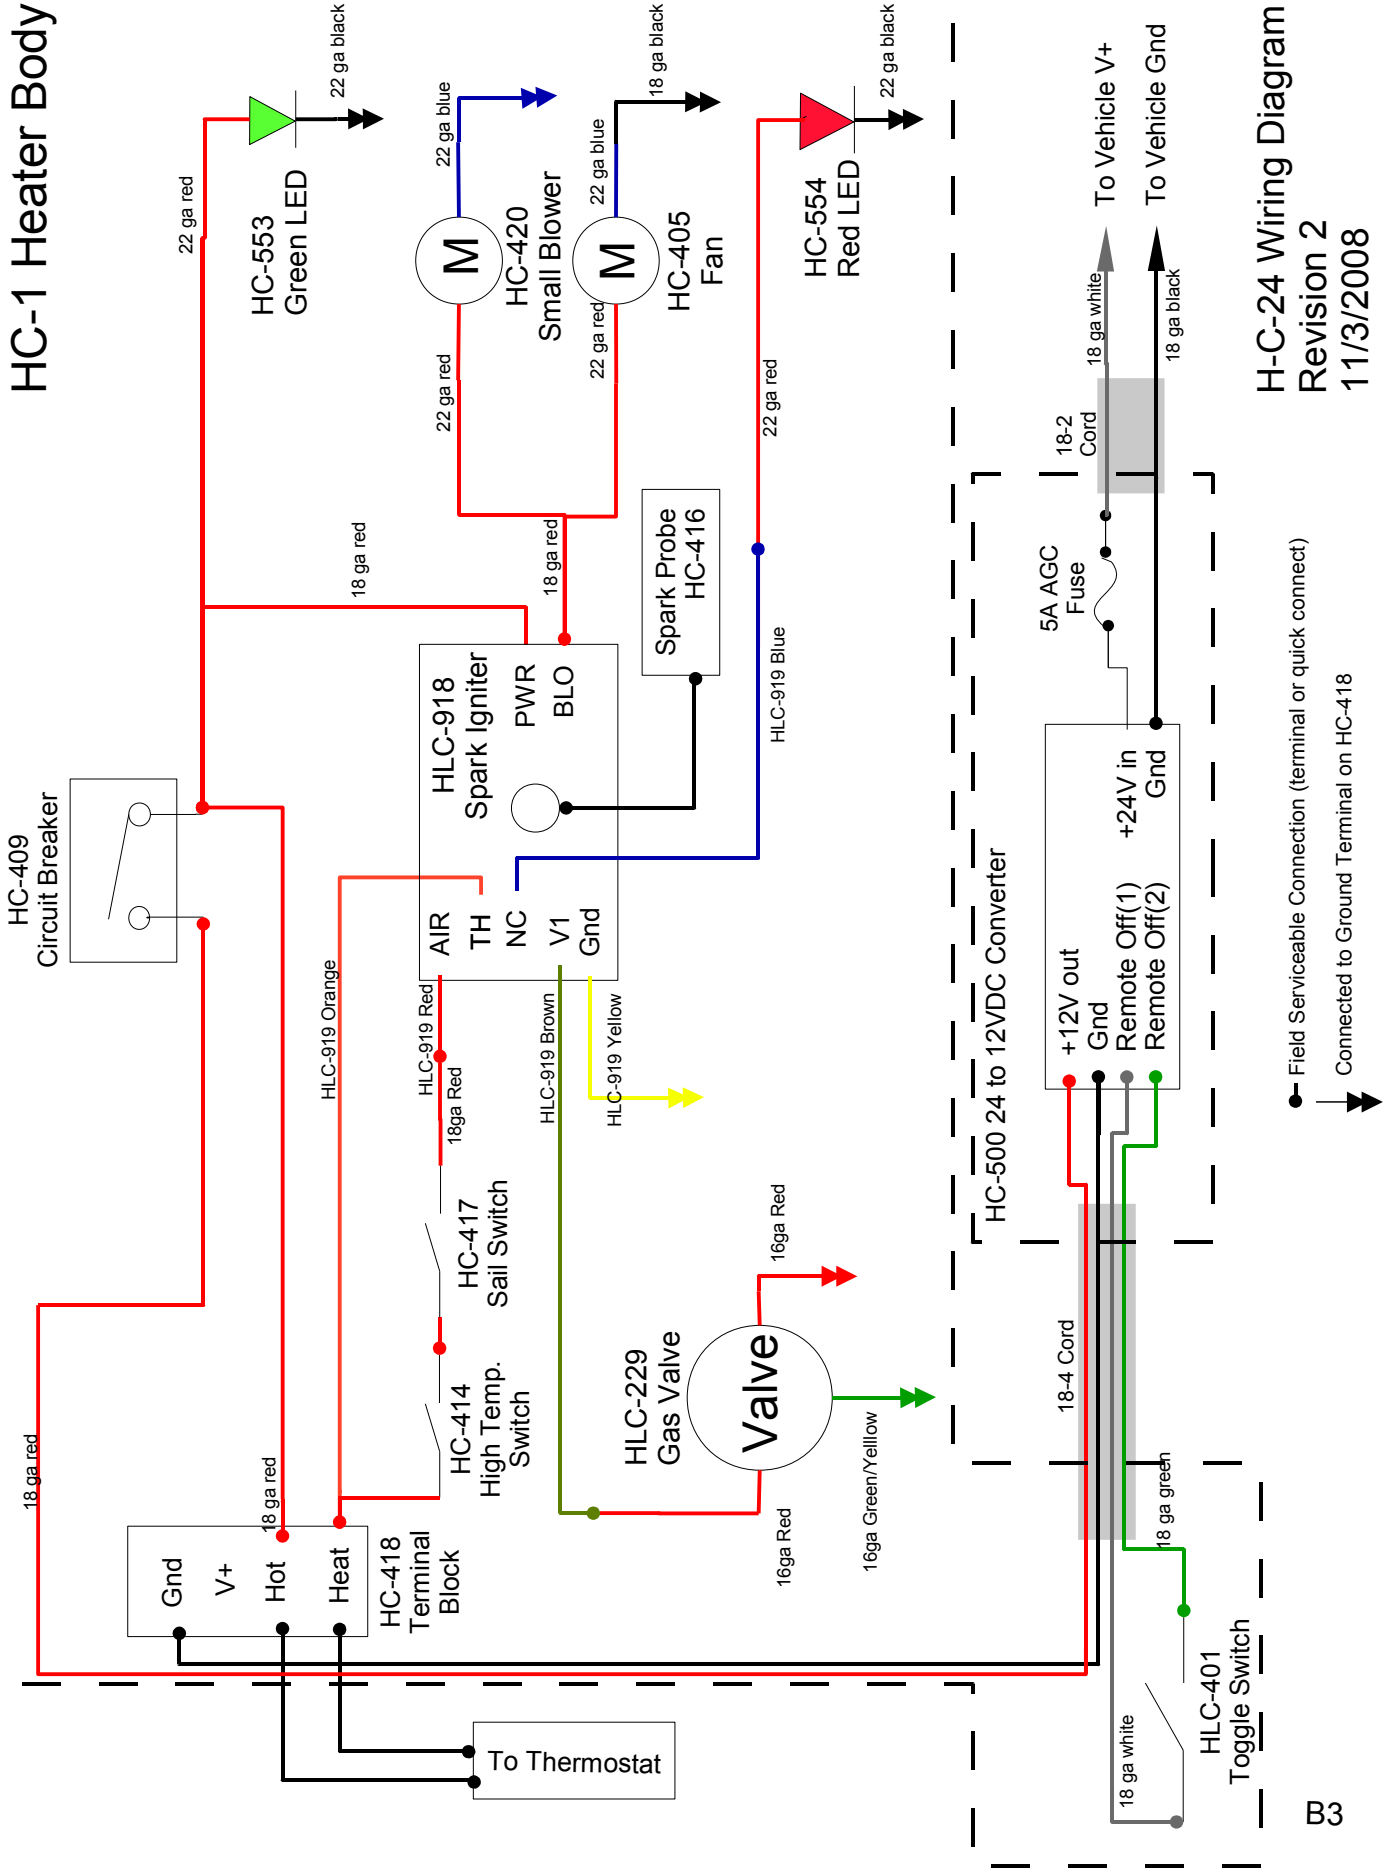 HC-1 Heater Body
22 ga black
22 ga red
HC-553
Green LED
22 ga blue
18 ga black
22 ga blue
HC-420
Small Blower
HC-405
Fan
22 ga black
HC-554
Red LED
22 ga red
22 ga red
22 ga red
HC-409
Circuit Breaker
18 ga red
18 ga red
HLC-918
Spark Igniter
PWR
BLO
AIR
TH
NC
V1
Gnd
Spark Probe
HC-416
HLC-919 Blue
HLC-919 Orange
HLC-919 Red
18ga Red
HLC-919 Brown
HLC-919 Yellow
HC-417
Sail Switch
HC-414
High Temp.
Switch
HLC-229
Gas Valve
Valve
16ga Red
16ga Red
16ga Green/Yelllow
18 ga red
18 ga red
Gnd
V+
Hot
Heat
HC-418
Terminal
Block
To Thermostat
To Vehicle V+
To Vehicle Gnd
18 ga white
18 ga black
18-2
Cord
5A AGC
Fuse
HC-500 24 to 12VDC Converter
+24V in
Gnd
+12V out
Gnd
Remote Off(1)
Remote Off(2)
18-4 Cord
18 ga green
18 ga white
HLC-401
Toggle Switch
Field Serviceable Connection (terminal or quick connect)
Connected to Ground Terminal on HC-418
H-C-24 Wiring Diagram
Revision 2
11/3/2008
B3
M
M